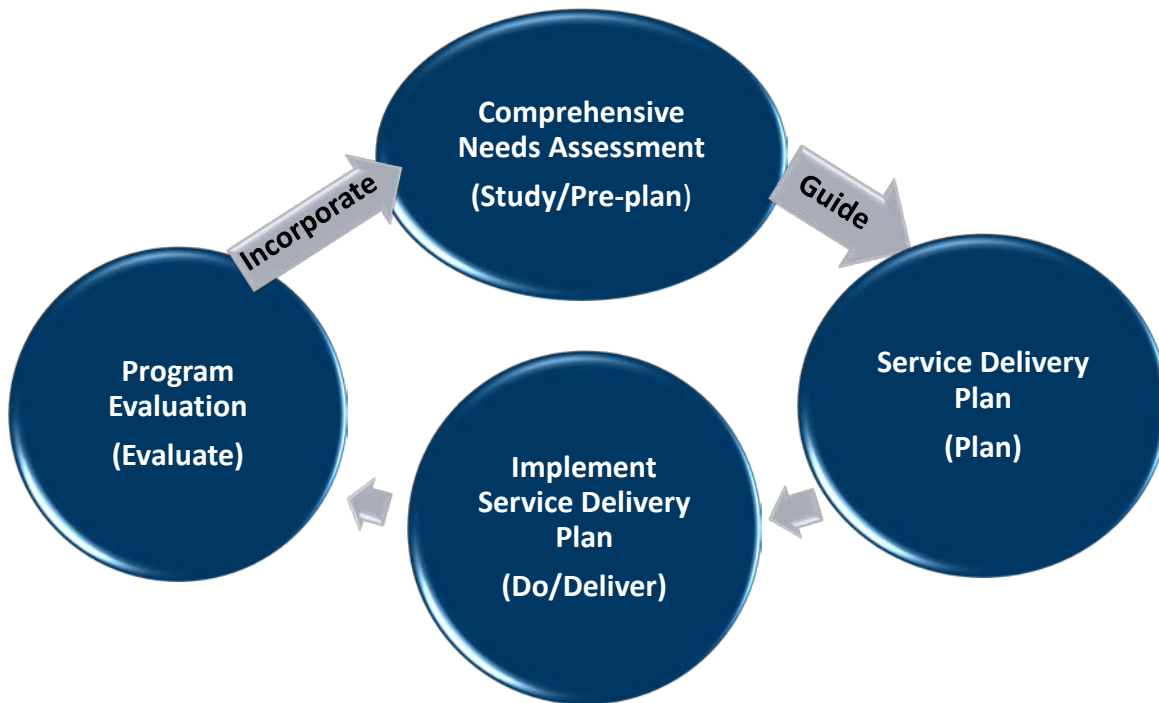 Comprehensive
Needs Assessment
(Study/Pre-plan)
Guide
Service Delivery
Plan
(Plan)
Implement
Service Delivery
Plan
(Do/Deliver)
Program
Evaluation
(Evaluate)
Incorporate